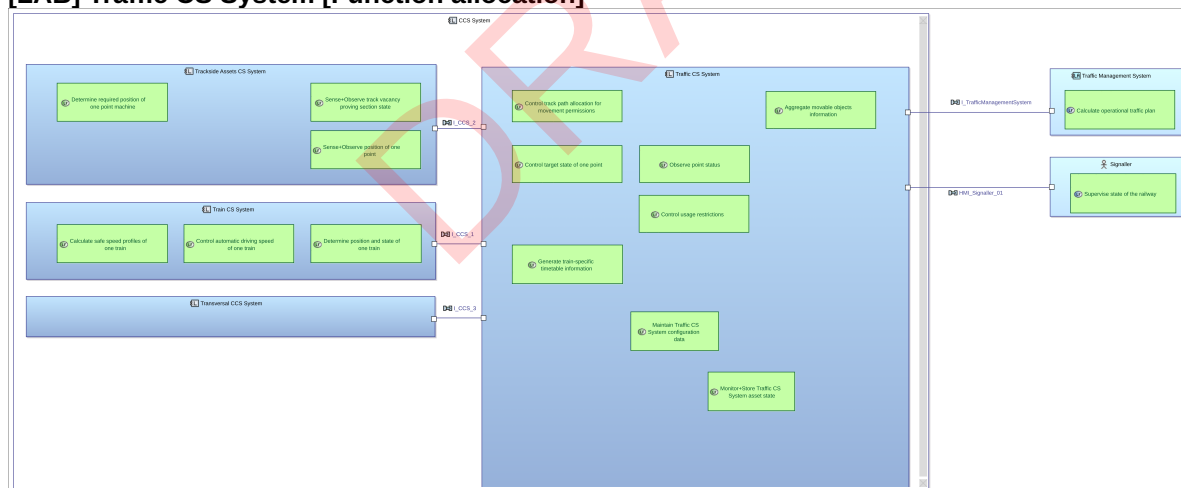 [LAB] Traffic CS System [Function allocation]
CCS System
Trackside Assets CS System
Determine required position of
one point machine
Sense+Observe track vacancy
proving section state
Sense+Observe position of one
point
I_CCS_2
Train CS System
Calculate safe speed profiles of
one train
Control automatic driving speed
of one train
Determine position and state of
one train
I_CCS_1
Transversal CCS System
I_CCS_3
Traffic CS System
Control track path allocation for
movement permissions
Aggregate movable objects
information
Control target state of one point
Observe point status
Control usage restrictions
Generate train-specific
timetable information
Maintain Traffic CS
System configuration
data
Monitor+Store Traffic CS
System asset state
I_TrafficManagementSystem
HMI_Signaller_01
Traffic Management System
Calculate operational traffic plan
Signaller
Supervise state of the railway
DRA